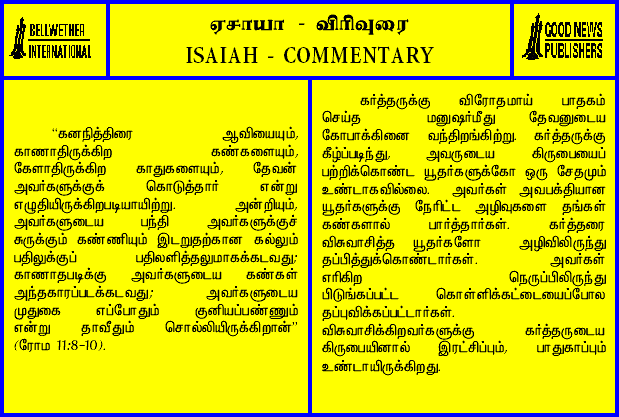 BELLWETHER
INTERNATIONAL
ஏசாயா - விரிவுரை
ISAIAH - COMMENTARY
GOOD NEWS
PUBLISHERS
“கனநித்திரை ஆவியையும்,
காணாதிருக்கிற கண்களையும்,
கேளாதிருக்கிற காதுகளையும், தேவன்
அவர்களுக்குக் கொடுத்தார் என்று
எழுதியிருக்கிறபடியாயிற்று. அன்றியும்,
அவர்களுடைய பந்தி அவர்களுக்குச்
சுருக்கும் கண்ணியும் இடறுதற்கான கல்லும்
பதிலுக்குப் பதிலளித்தலுமாகக்கடவது;
காணாதபடிக்கு அவர்களுடைய கண்கள்
அந்தகாரப்படக்கடவது; அவர்களுடைய
முதுகை எப்போதும் குனியப்பண்ணும்
என்று தாவீதும் சொல்லியிருக்கிறான்”
(ரோம 11:8-10).
கர்த்தருக்கு விரோதமாய் பாதகம்
செய்த மனுஷர்மீது தேவனுடைய
கோபாக்கினை வந்திறங்கிற்று. கர்த்தருக்கு
கீழ்ப்படிந்து, அவருடைய கிருபையைப்
பற்றிக்கொண்ட யூதர்களுக்கோ ஒரு சேதமும்
உண்டாகவில்லை. அவர்கள் அவபக்தியான
யூதர்களுக்கு நேரிட்ட அழிவுகளை தங்கள்
கண்களால் பார்த்தார்கள். கர்த்தரை
விசுவாசித்த யூதர்களோ அழிவிலிருந்து
தப்பித்துக்கொண்டார்கள். அவர்கள்
எரிகிற நெருப்பிலிருந்து
பிடுங்கப்பட்ட கொள்ளிக்கட்டையைப்போல
தப்புவிக்கப்பட்டார்கள்.
விசுவாசிக்கிறவர்களுக்கு கர்த்தருடைய
கிருபையினால் இரட்சிப்பும், பாதுகாப்பும்
உண்டாயிருக்கிறது.